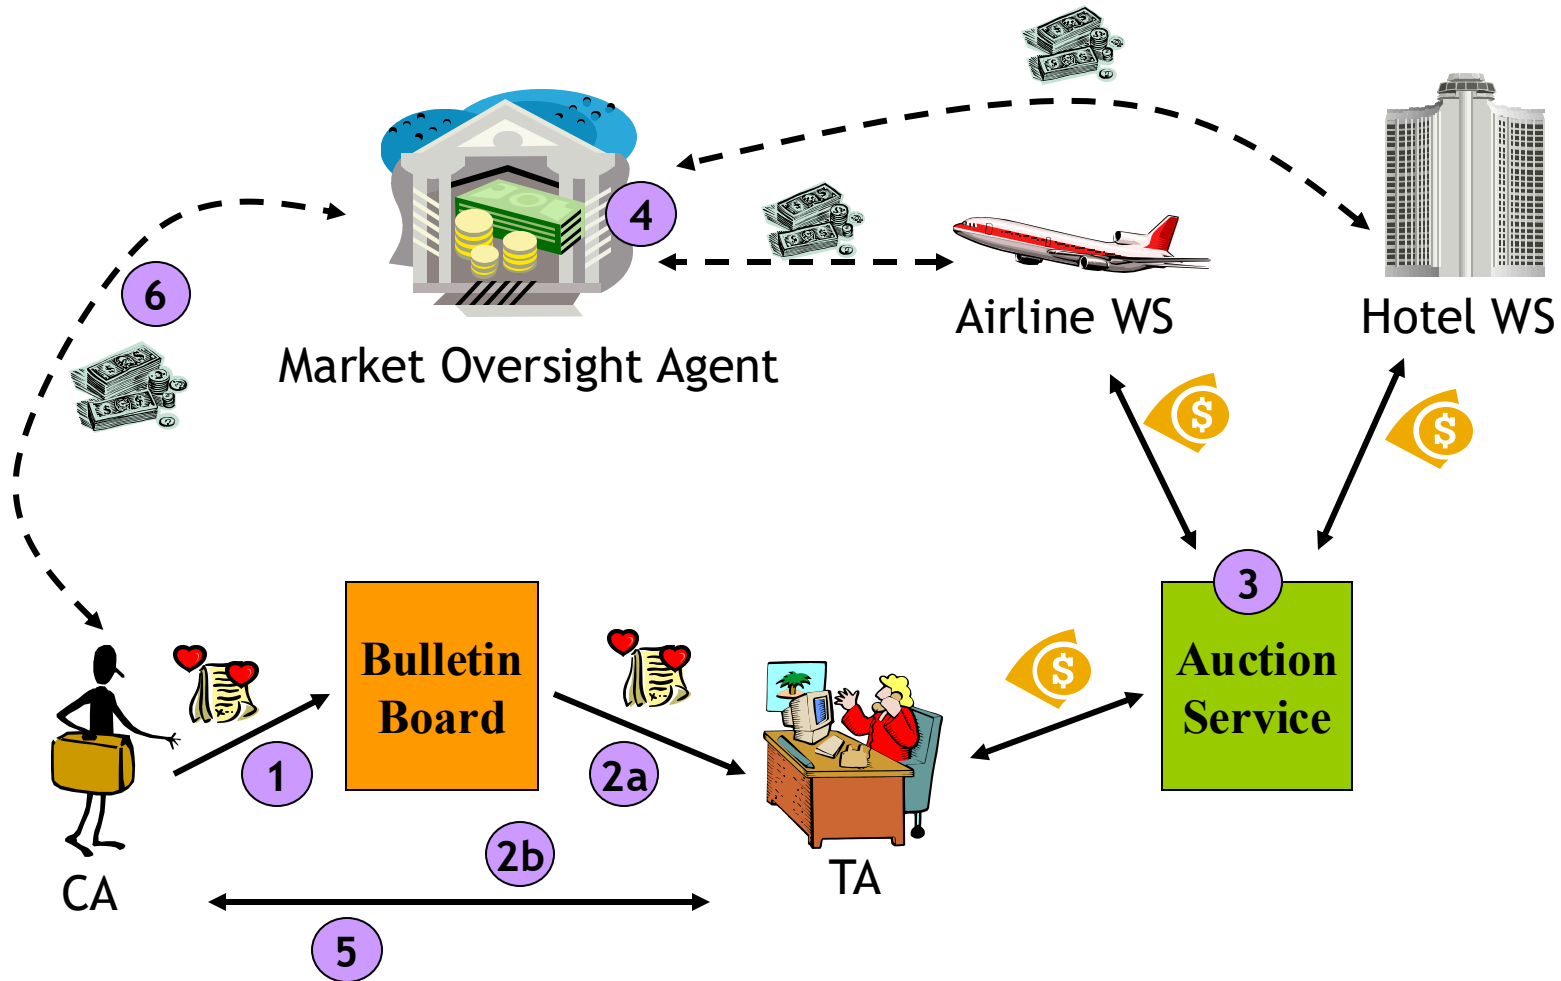 4
6
Airline WS
Hotel WS
Market Oversight Agent
$
$
3
Bulletin
Board
$
Auction
Service
1
2a
2b
TA
CA
5